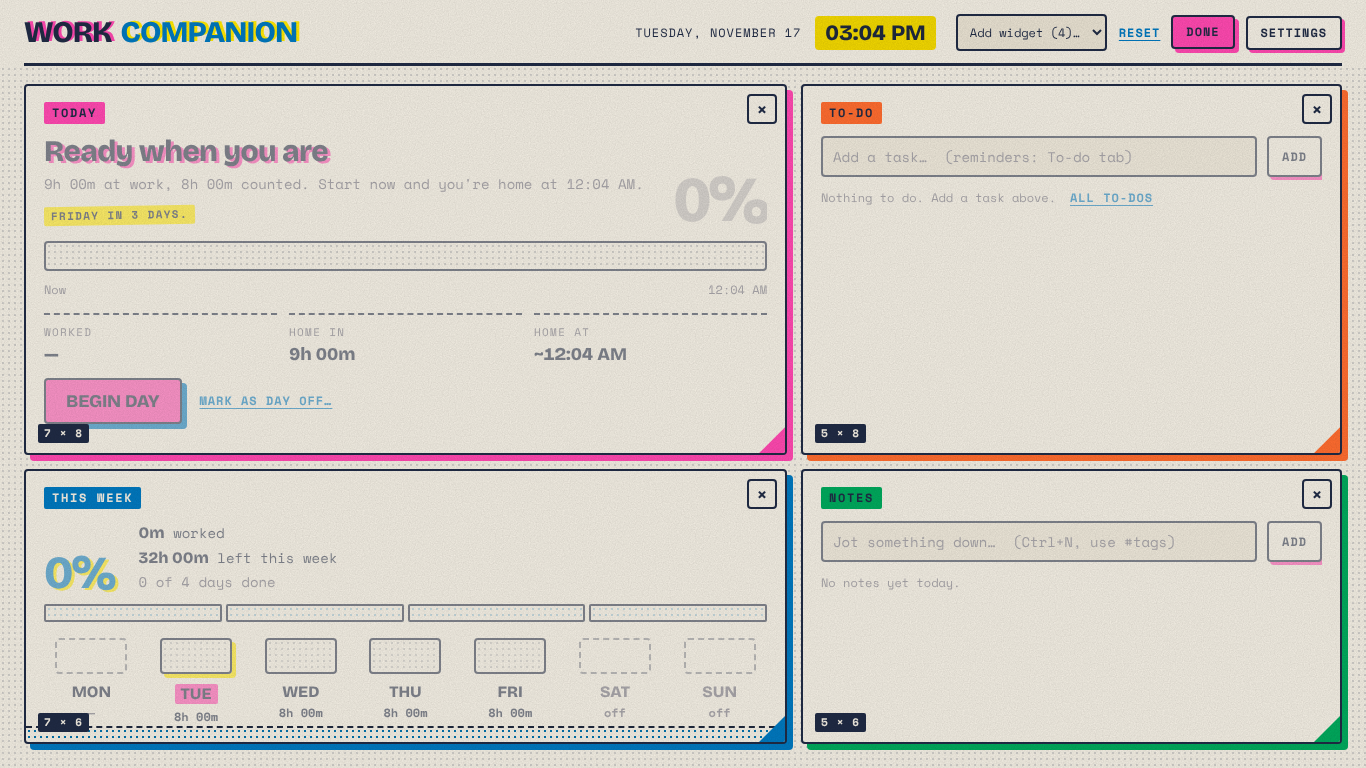 WORK COMPANION
TUESDAY, NOVEMBER 17
03:04 PM
Add widget (4)…
RESET
DONE
SETTINGS
TODAY
×
Ready when you are
9h 00m at work, 8h 00m counted. Start now and you're home at 12:04 AM.
0%
FRIDAY IN 3 DAYS.
Now
12:04 AM
WORKED
HOME IN
HOME AT
—
9h 00m
~12:04 AM
BEGIN DAY
MARK AS DAY OFF…
7 × 8
TO-DO
×
Add a task… (reminders: To-do tab)
ADD
Nothing to do. Add a task above. ALL TO-DOS
5 × 8
THIS WEEK
×
0%
0m worked
32h 00m left this week
0 of 4 days done
MON TUE WED THU FRI SAT SUN
8h 00m 8h 00m 8h 00m 8h 00m off off
7 × 6
NOTES
×
Jot something down… (Ctrl+N, use #tags)
ADD
No notes yet today.
5 × 6